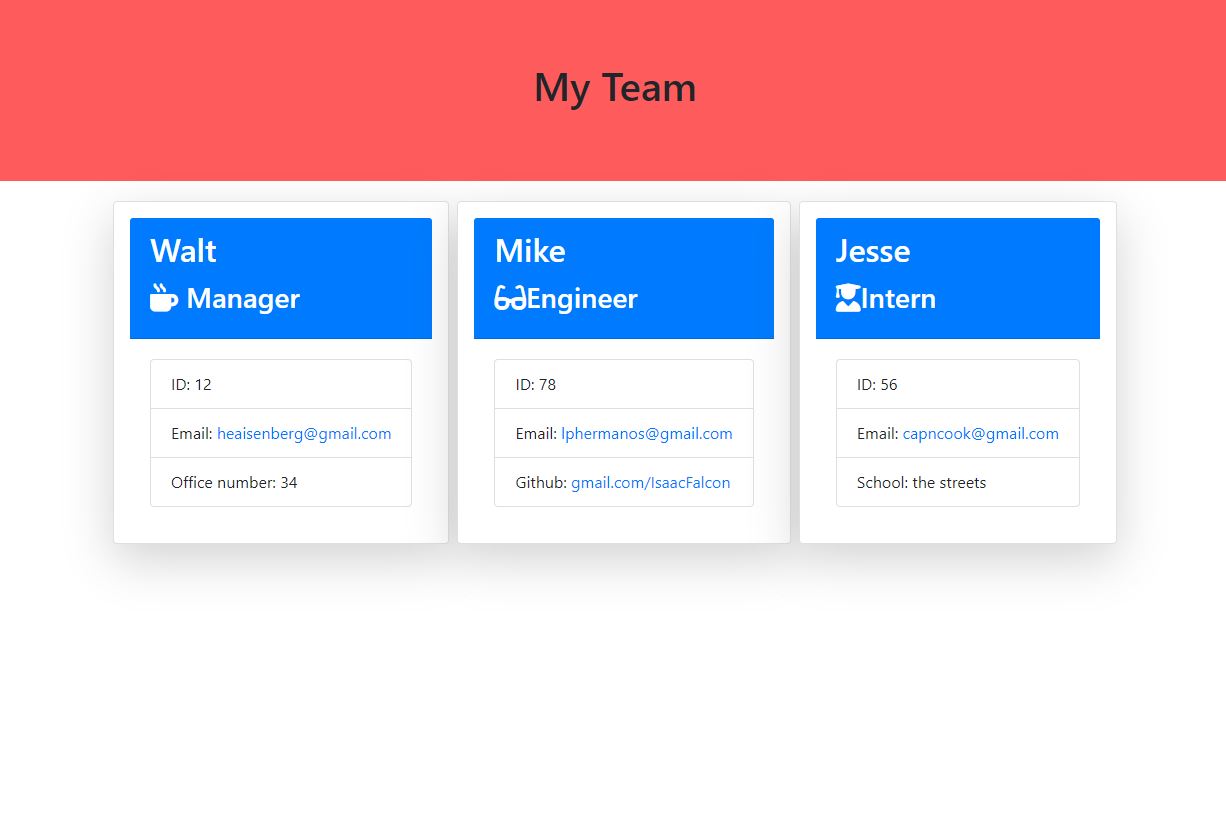 My Team
Walt
Manager
ID: 12
Email: heaisenberg@gmail.com
Office number: 34
Mike
Engineer
ID: 78
Email: lphermanos@gmail.com
Github: gmail.com/IsaacFalcon
Jesse
Intern
ID: 56
Email: capncook@gmail.com
School: the streets